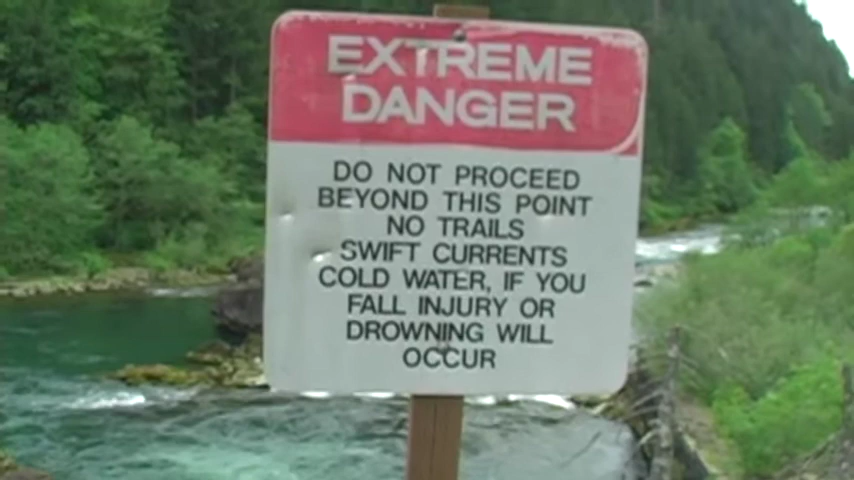 EXTREME
DANGER
DO NOT PROCEED
BEYOND THIS POINT
NO TRAILS
SWIFT CURRENTS
COLD WATER, IF YOU
FALL INJURY OR
DROWNING WILL
OCCUR